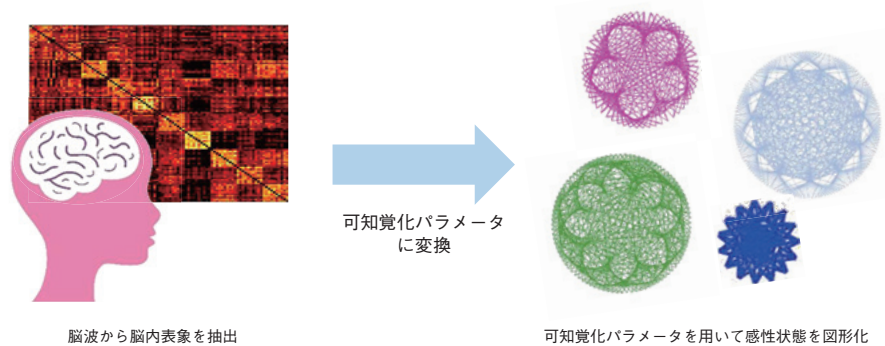 可知覚化パラメータ
に変換
脳波から脳内表象を抽出
可知覚化パラメータを用いて感性状態を図形化